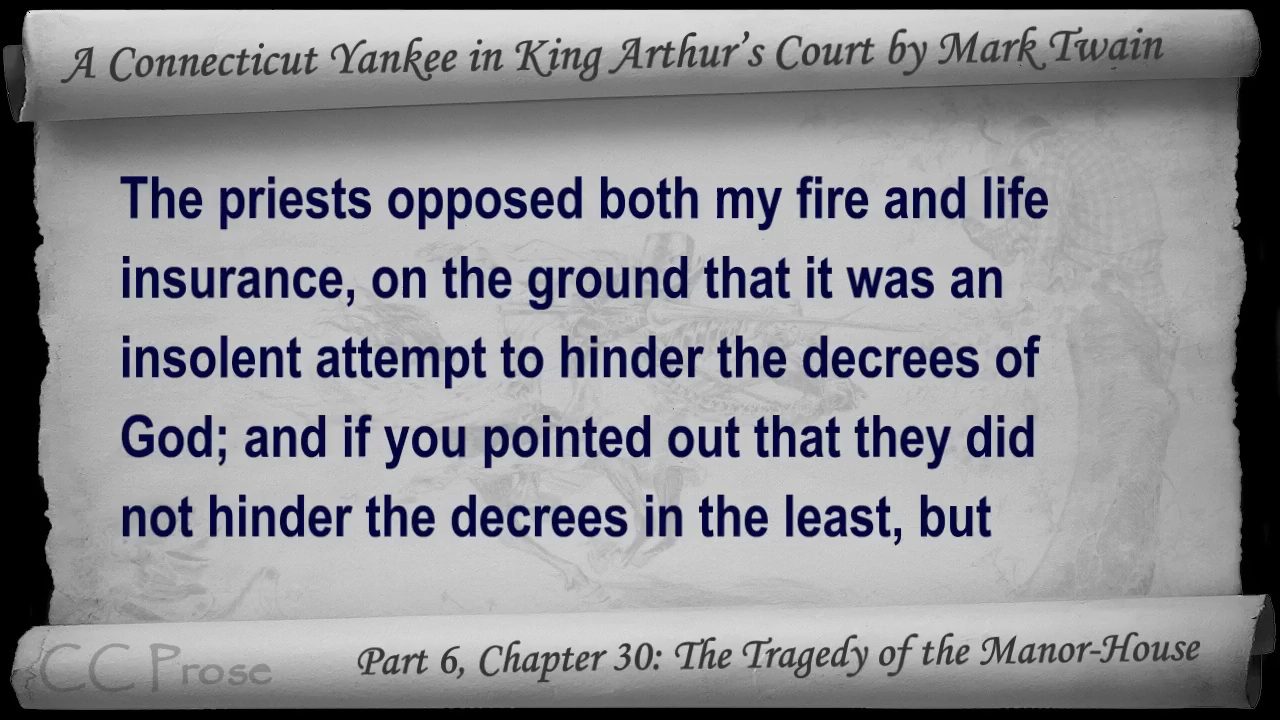 A Connecticut Yankee in King Arthur's Court by Mark Twain
The priests opposed both my fire and life
insurance, on the ground that it was an
insolent attempt to hinder the decrees of
God; and if you pointed out that they did
not hinder the decrees in the least, but
CC Prose
Part 6, Chapter 30: The Tragedy of the Manor-House